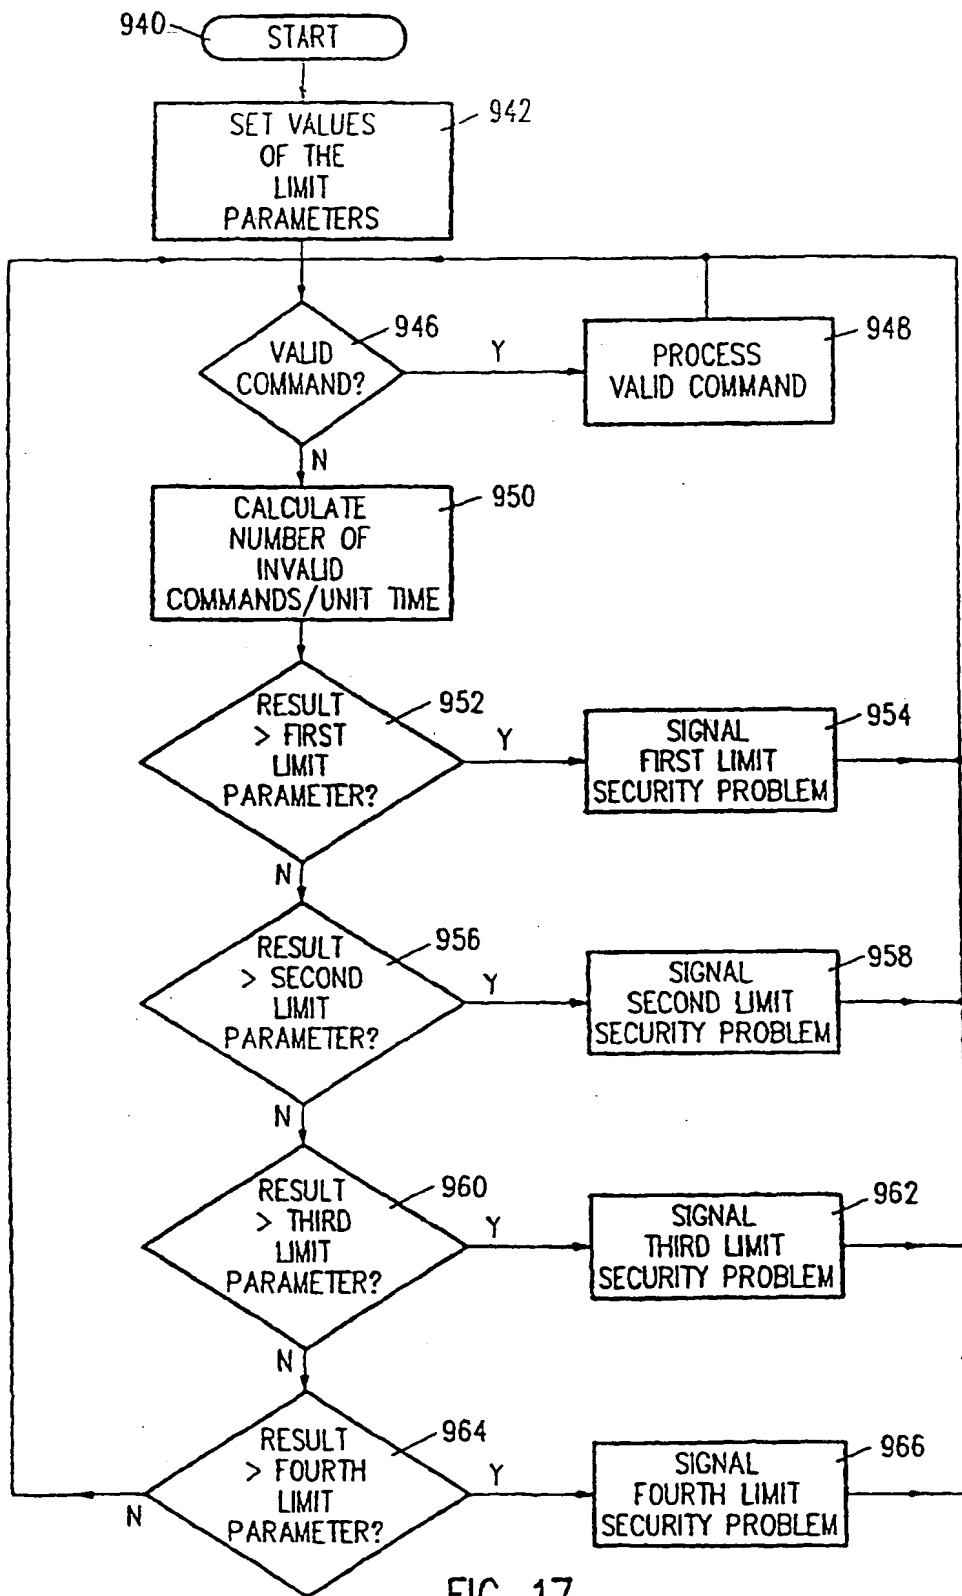 940
START
942
SET VALUES
OF THE
LIMIT
PARAMETERS
946
VALID
COMMAND?
Y
948
PROCESS
VALID COMMAND
N
950
CALCULATE
NUMBER OF
INVALID
COMMANDS/UNIT TIME
952
RESULT
> FIRST
LIMIT
PARAMETER?
Y
954
SIGNAL
FIRST LIMIT
SECURITY PROBLEM
N
956
RESULT
> SECOND
LIMIT
PARAMETER?
Y
958
SIGNAL
SECOND LIMIT
SECURITY PROBLEM
N
960
RESULT
> THIRD
LIMIT
PARAMETER?
Y
962
SIGNAL
THIRD LIMIT
SECURITY PROBLEM
N
964
RESULT
> FOURTH
LIMIT
PARAMETER?
Y
966
SIGNAL
FOURTH LIMIT
SECURITY PROBLEM
N
FIG. 17